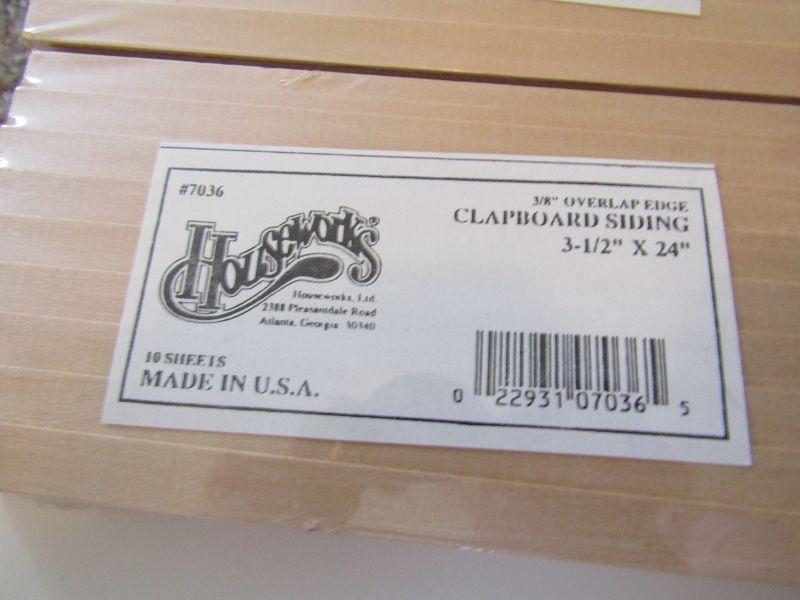 #7036
Houseworks®
Houseworks, Ltd.
2388 Pleasantdale Road
Atlanta, Georgia 30340
10 SHEETS
MADE IN U.S.A.
3/8" OVERLAP EDGE
CLAPBOARD SIDING
3-1/2" X 24"
0 22931 07036 5